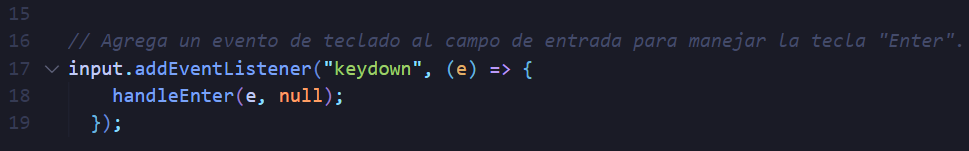 15
16 // Agrega un evento de teclado al campo de entrada para manejar la tecla "Enter".
17 input.addEventListener("keydown", (e) => {
18 handleEnter(e, null);
19 });